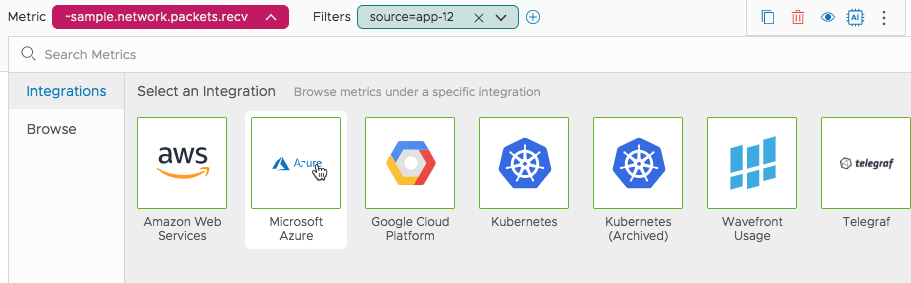 Metric ~sample.network.packets.recv Filters source=app-12 AI
Search Metrics
Integrations Select an Integration Browse metrics under a specific integration
Browse
aws Azure telegraf
Amazon Web Microsoft Google Cloud Kubernetes Kubernetes Wavefront Telegraf
Services Azure Platform (Archived) Usage